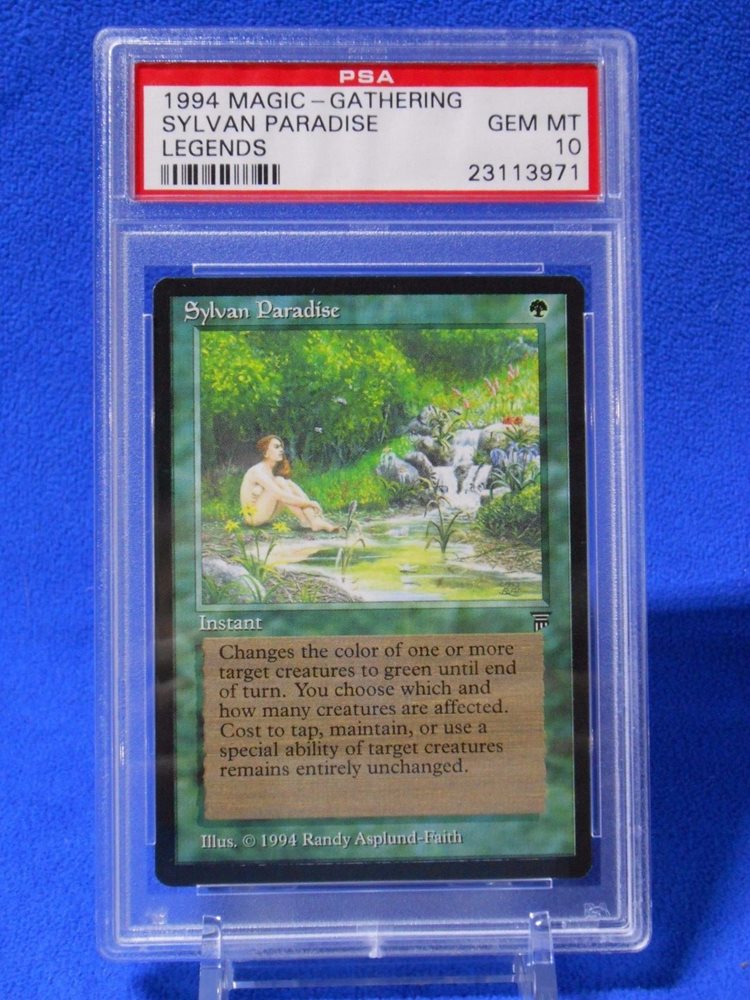 PSA
1994 MAGIC-GATHERING
SYLVAN PARADISE GEM MT
LEGENDS 10
23113971
Sylvan Paradise
Instant
Changes the color of one or more
target creatures to green until end
of turn. You choose which and
how many creatures are affected.
Cost to tap, maintain, or use a
special ability of target creatures
remains entirely unchanged.
Illus. © 1994 Randy Asplund-Faith